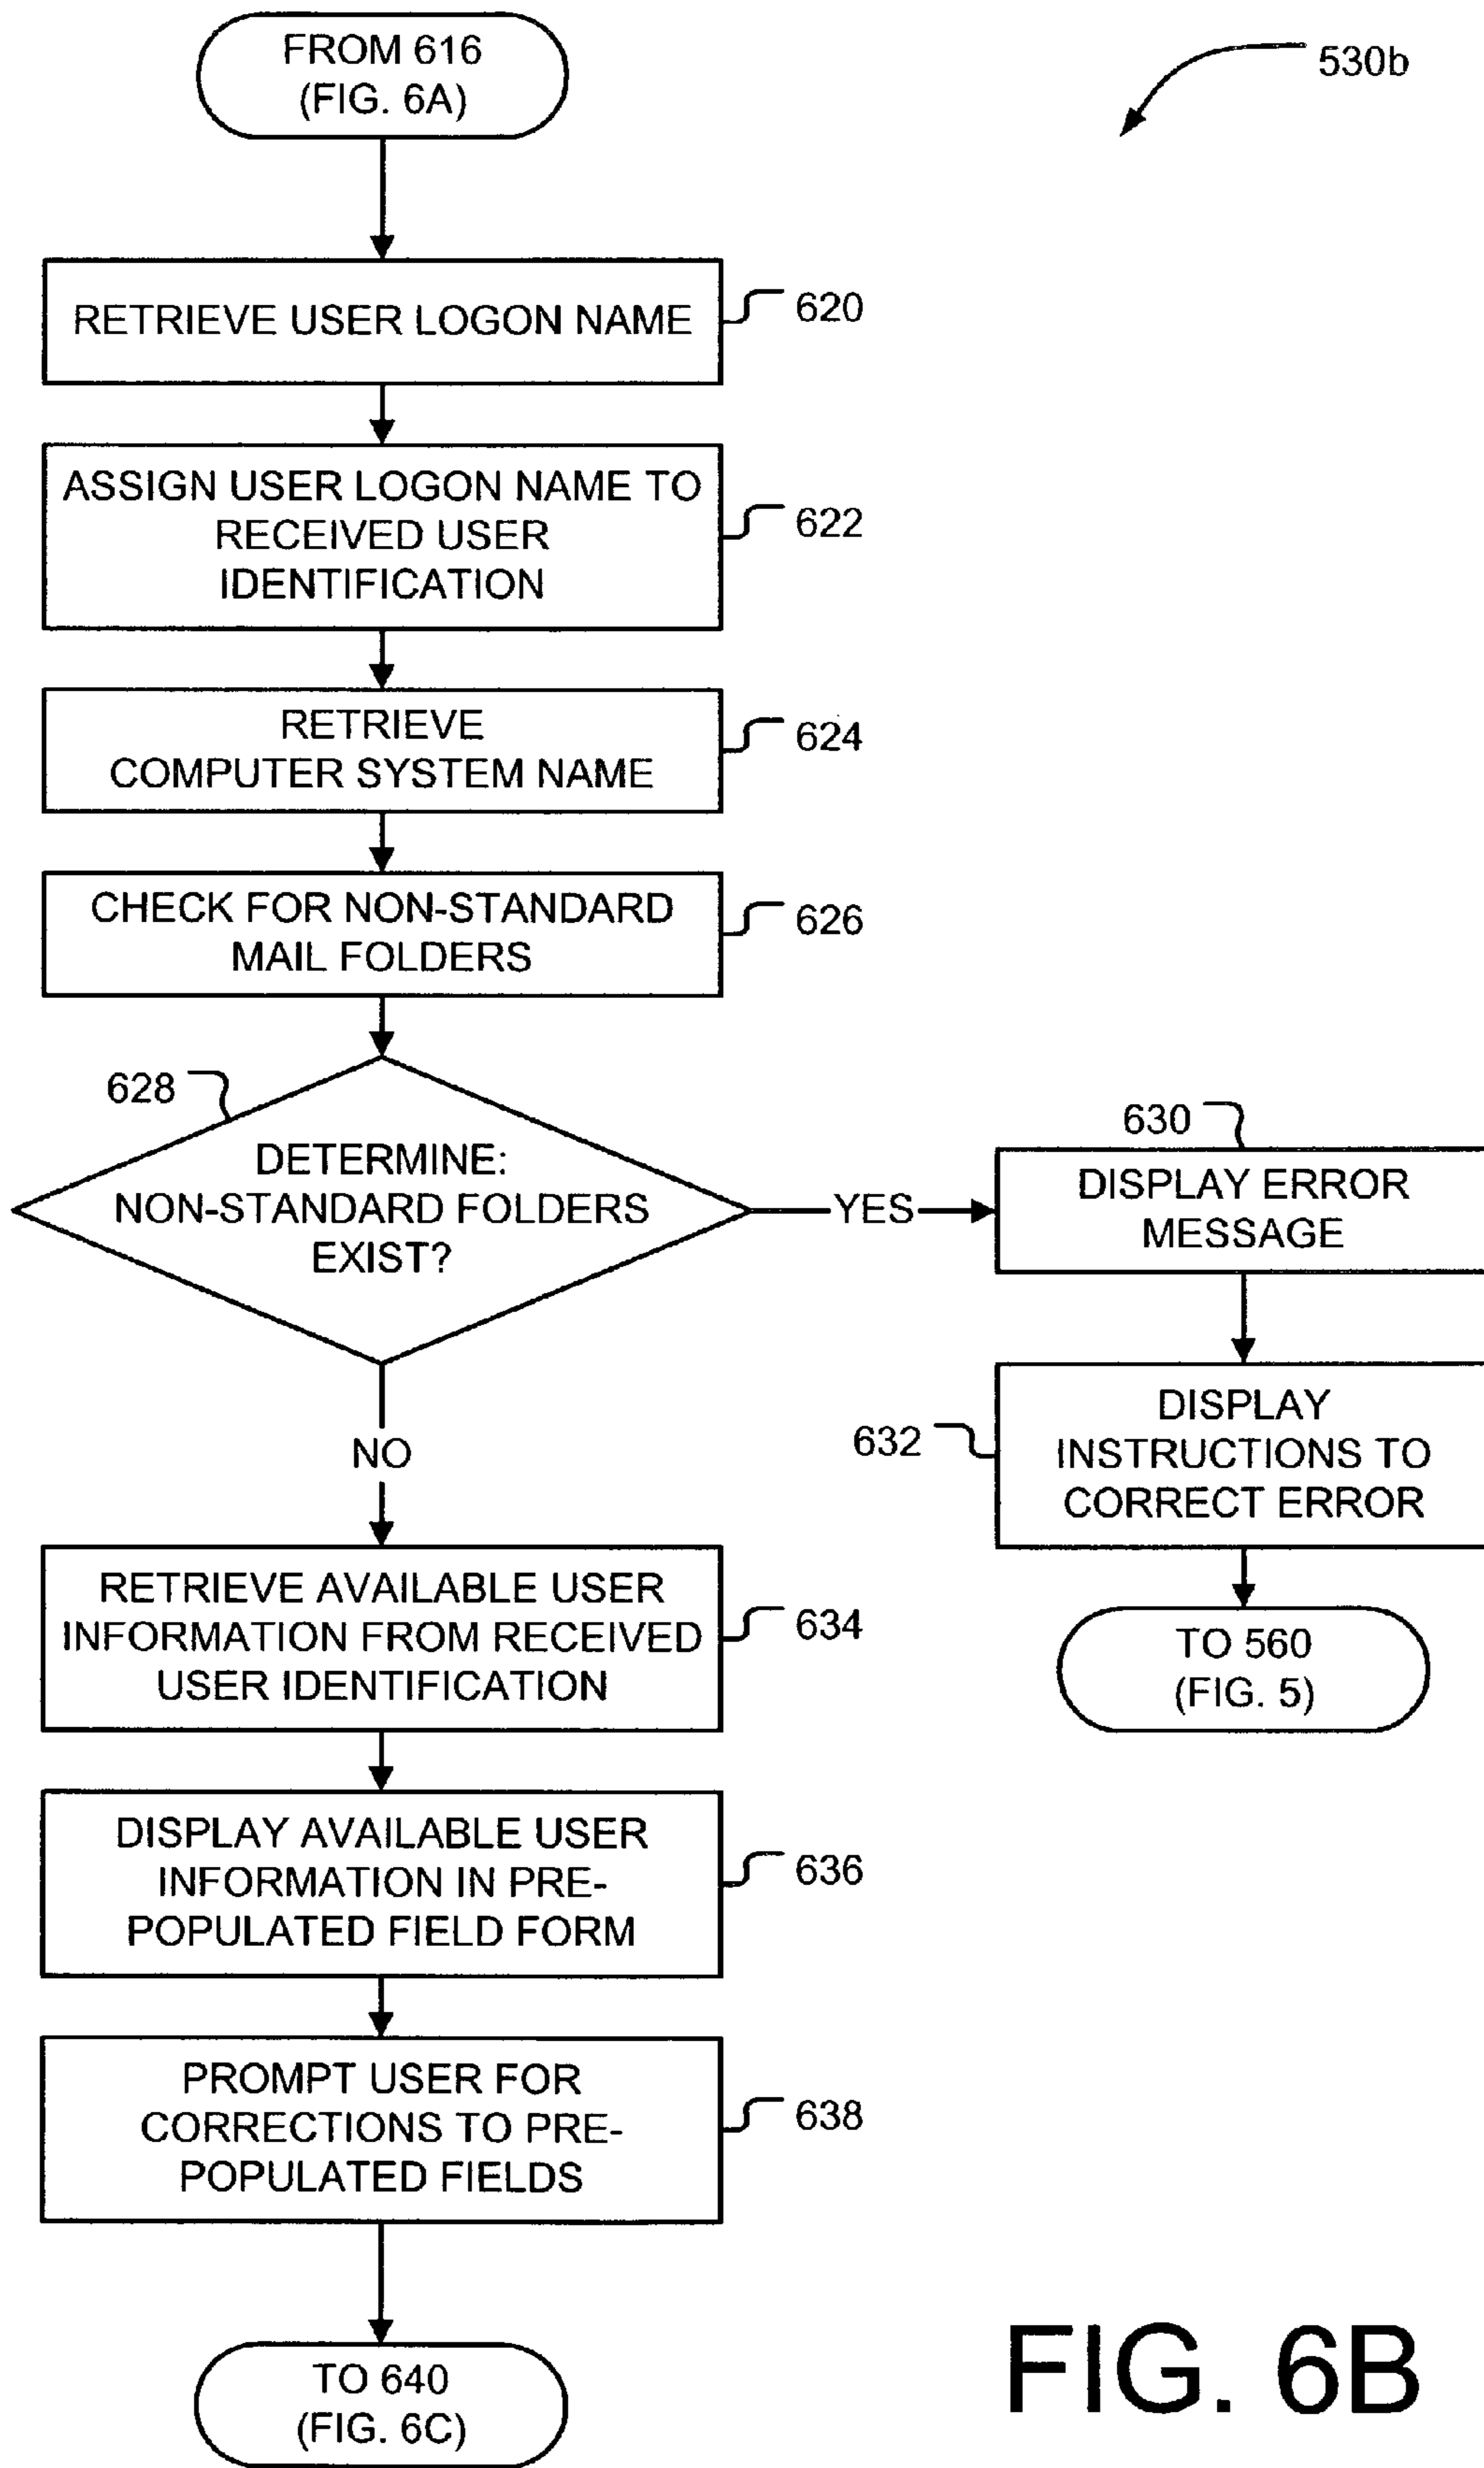 FROM 616
(FIG. 6A)
530b
RETRIEVE USER LOGON NAME
620
ASSIGN USER LOGON NAME TO
RECEIVED USER
IDENTIFICATION
622
RETRIEVE
COMPUTER SYSTEM NAME
624
CHECK FOR NON-STANDARD
MAIL FOLDERS
626
628
DETERMINE:
NON-STANDARD FOLDERS
EXIST?
YES
630
DISPLAY ERROR
MESSAGE
632
DISPLAY
INSTRUCTIONS TO
CORRECT ERROR
TO 560
(FIG. 5)
NO
RETRIEVE AVAILABLE USER
INFORMATION FROM RECEIVED
USER IDENTIFICATION
634
DISPLAY AVAILABLE USER
INFORMATION IN PRE-
POPULATED FIELD FORM
636
PROMPT USER FOR
CORRECTIONS TO PRE-
POPULATED FIELDS
638
TO 640
(FIG. 6C)
FIG. 6B